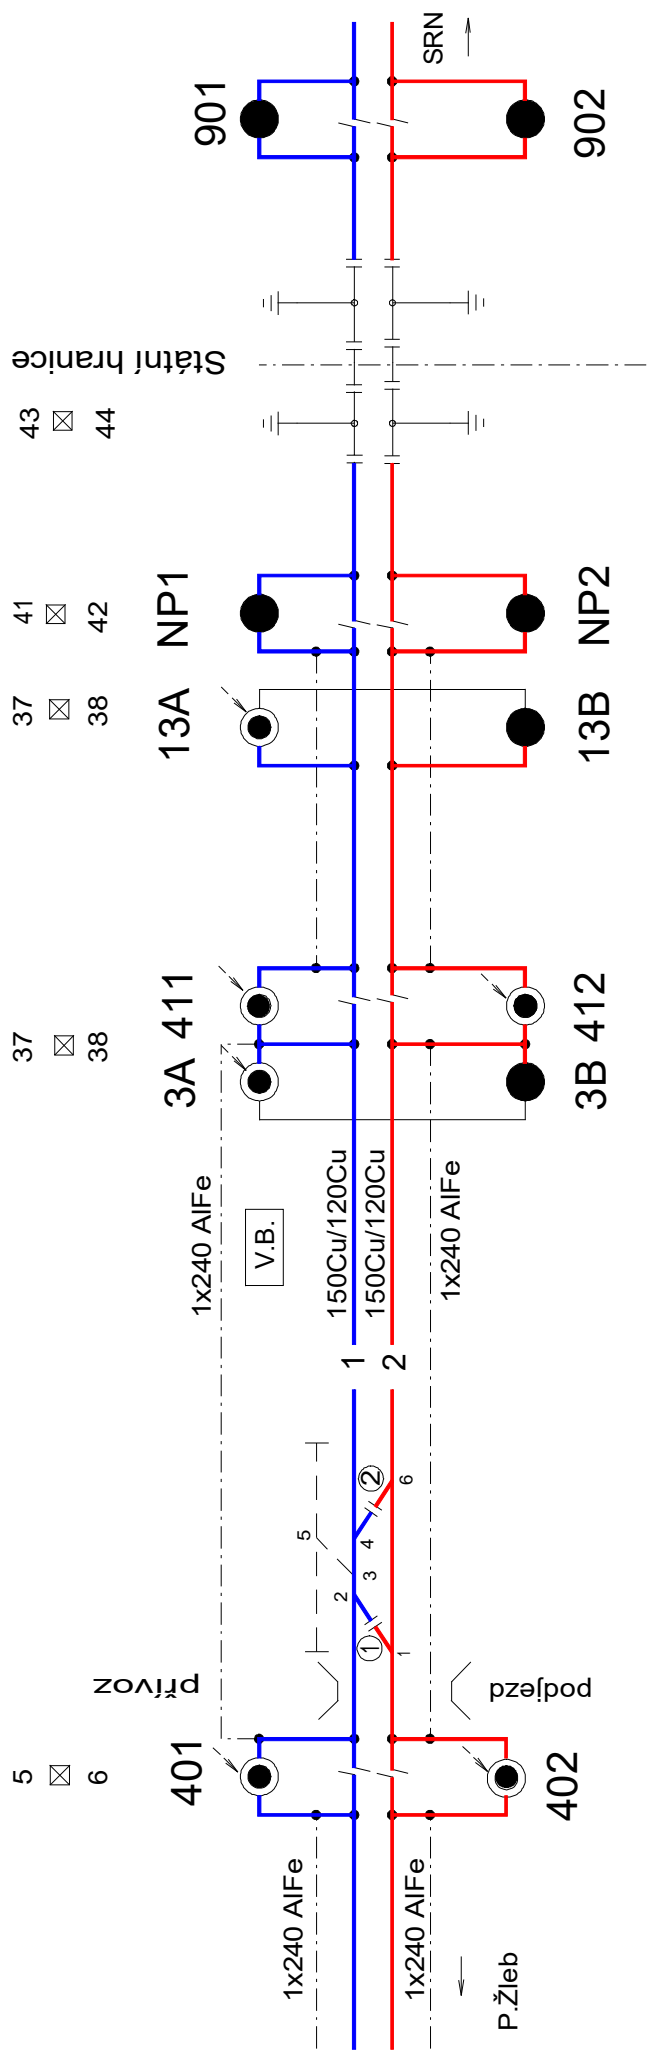 SRN
901
902
Státní hranice
43
44
41
42
NP1
NP2
37
38
13A
13B
37
38
3A 411
3B 412
1x240 AlFe
V.B.
150Cu/120Cu
150Cu/120Cu
1x240 AlFe
1
2
5
2
6
4
3
2
1
1
přívoz
podjezd
5
6
401
402
1x240 AlFe
1x240 AlFe
P.Žleb